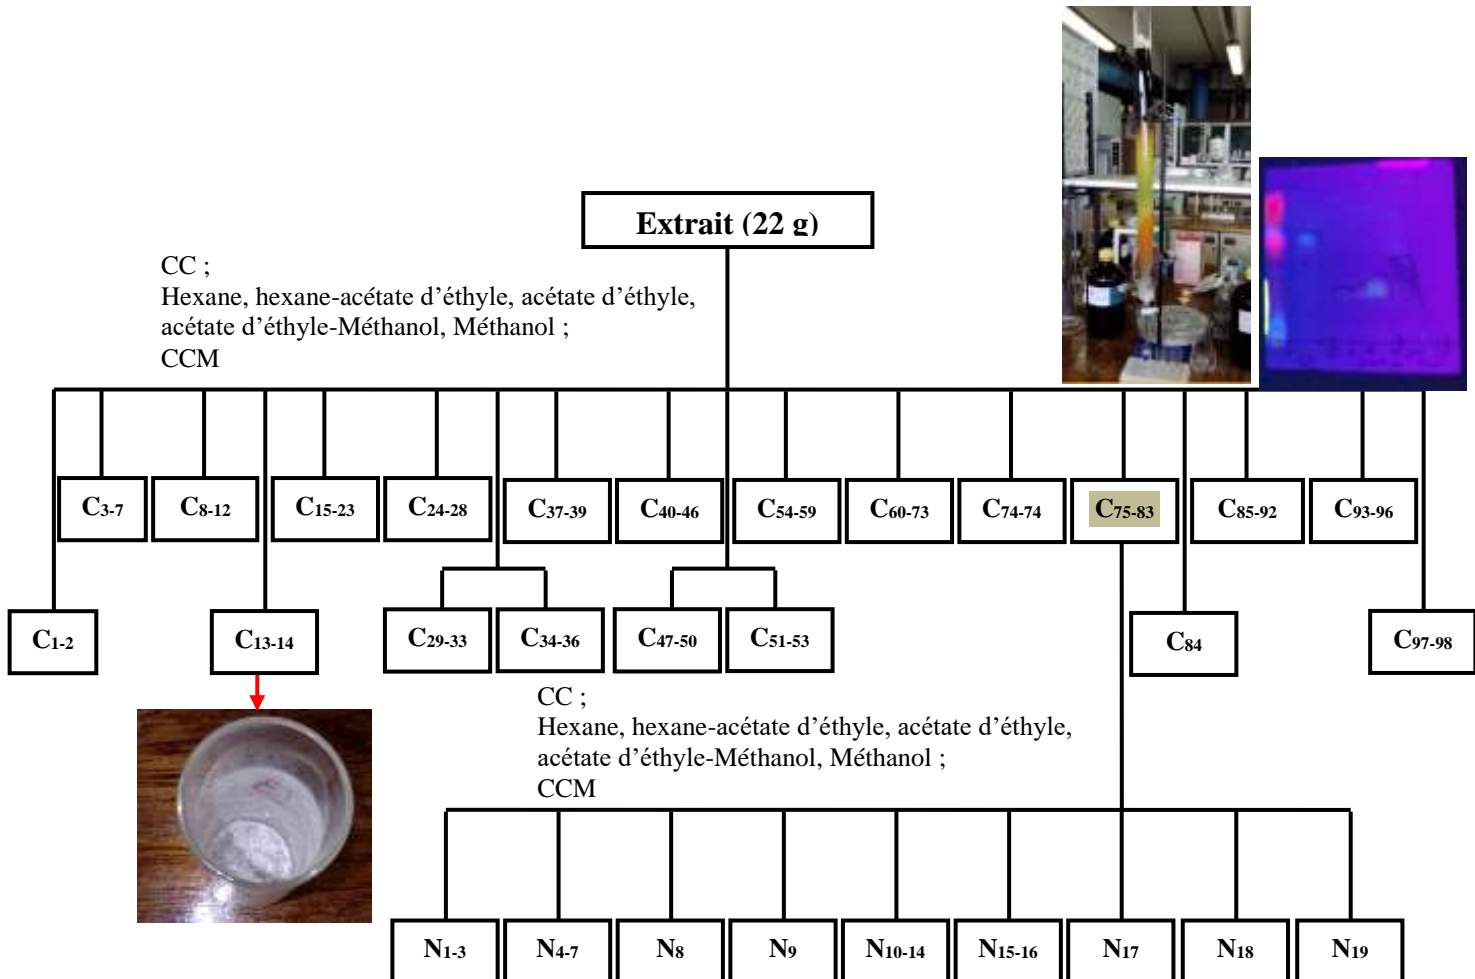 Extrait (22 g)
CC ;
Hexane, hexane-acétate d'éthyle, acétate d'éthyle,
acétate d'éthyle-Méthanol, Méthanol ;
CCM
C3-7
C8-12
C15-23
C24-28
C37-39
C40-46
C54-59
C60-73
C74-74
C75-83
C85-92
C93-96
C1-2
C13-14
C29-33
C34-36
C47-50
C51-53
C84
C97-98
CC ;
Hexane, hexane-acétate d'éthyle, acétate d'éthyle,
acétate d'éthyle-Méthanol, Méthanol ;
CCM
N1-3
N4-7
N8
N9
N10-14
N15-16
N17
N18
N19